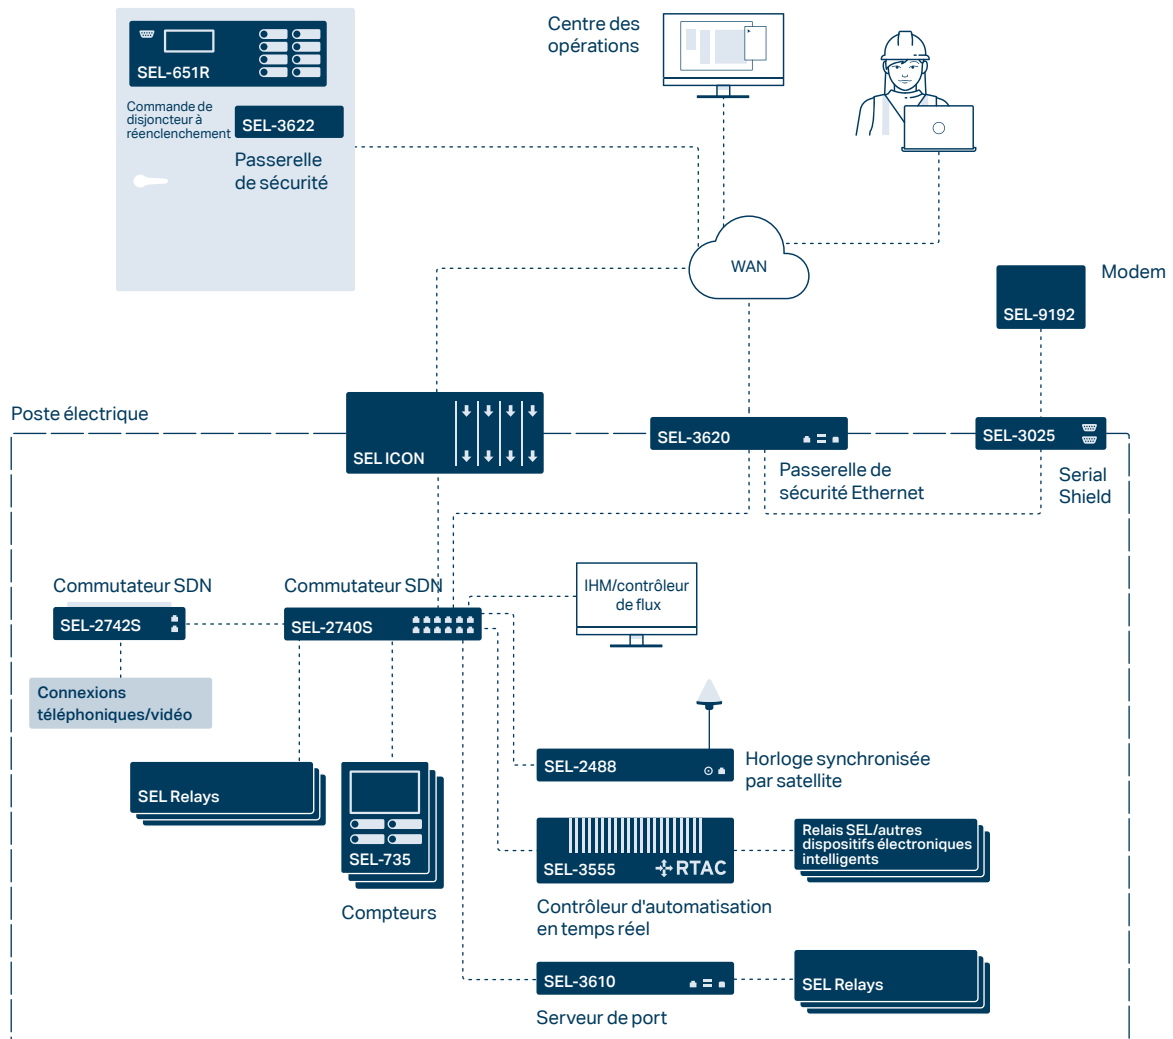 SEL-651R
Commande de
disjoncteur à
réenclenchement
SEL-3622
Passerelle
de sécurité
Centre des
opérations
WAN
Modem
SEL-9192
Poste électrique
SEL ICON
SEL-3620
Passerelle de
sécurité Ethernet
SEL-3025
Serial
Shield
Commutateur SDN
SEL-2742S
Commutateur SDN
SEL-2740S
IHM/contrôleur
de flux
Connexions
téléphoniques/vidéo
SEL Relays
SEL-735
Compteurs
SEL-2488
Horloge synchronisée
par satellite
SEL-3555
RTAC
Contrôleur d'automatisation
en temps réel
Relais SEL/autres
dispositifs électroniques
intelligents
SEL-3610
Serveur de port
SEL Relays